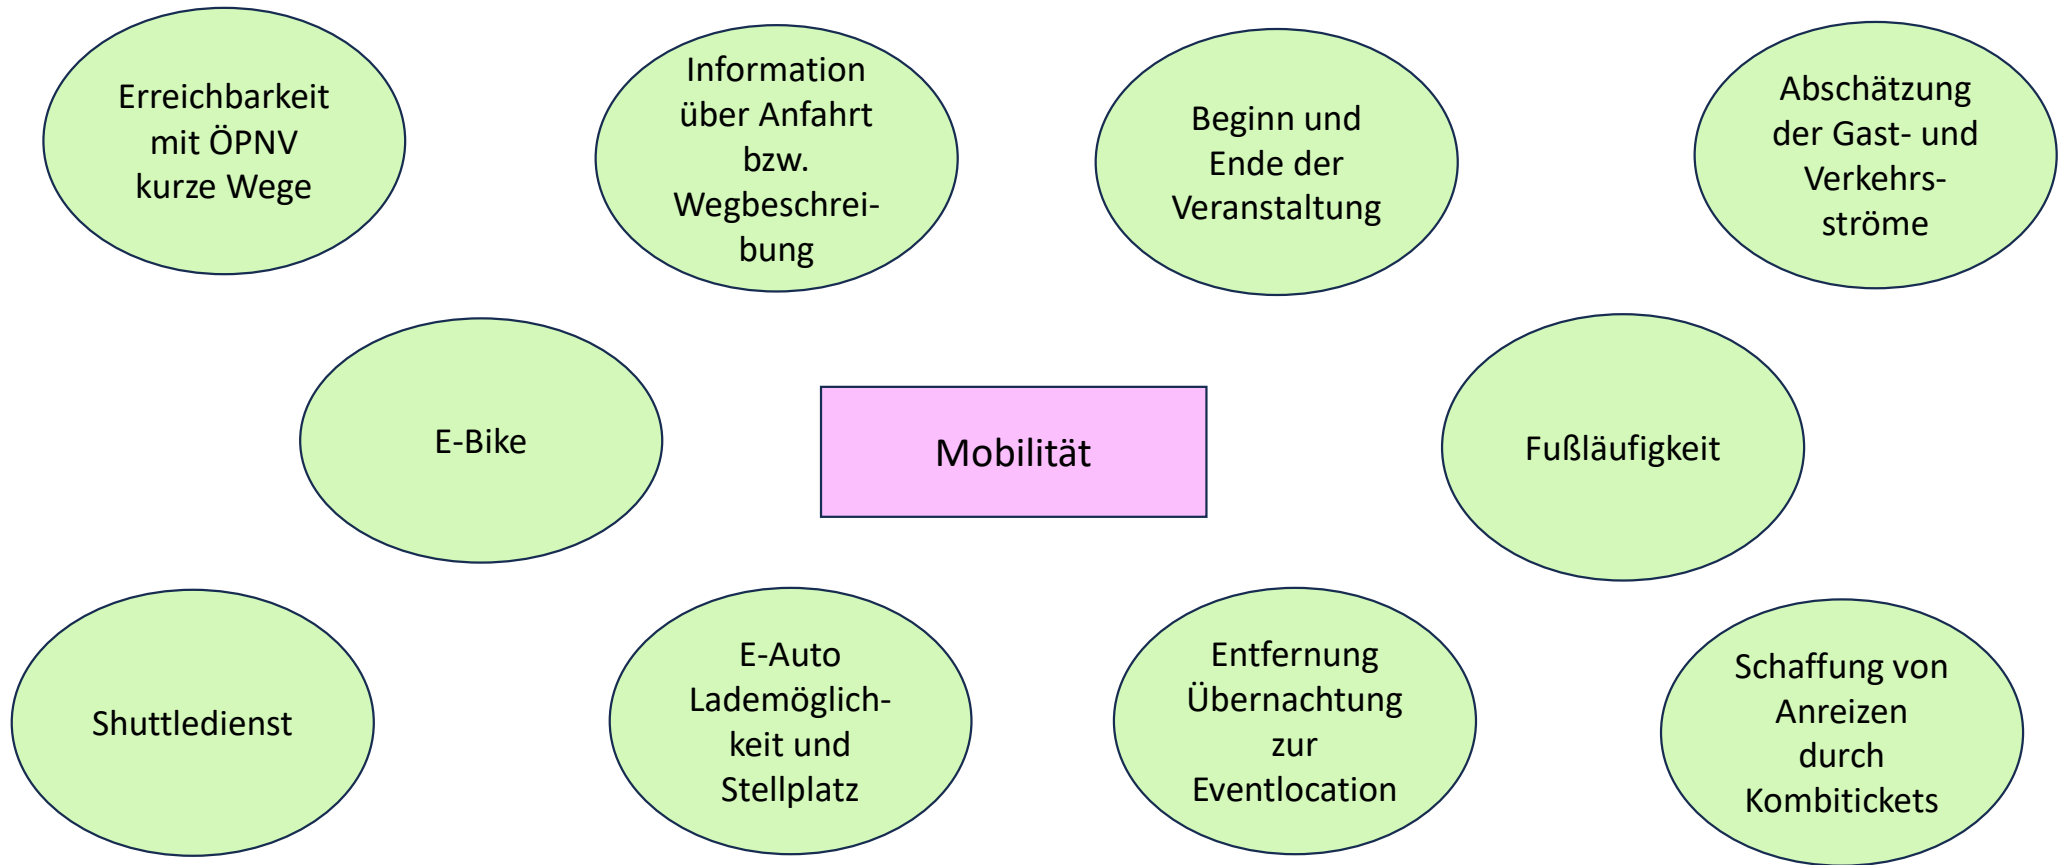 Erreichbarkeit
mit ÖPNV
kurze Wege
Information
über Anfahrt
bzw.
Wegbeschrei-
bung
Beginn und
Ende der
Veranstaltung
Abschätzung
der Gast- und
Verkehrs-
ströme
E-Bike
Mobilität
Fußläufigkeit
Shuttledienst
E-Auto
Lademöglich-
keit und
Stellplatz
Entfernung
Übernachtung
zur
Eventlocation
Schaffung von
Anreizen
durch
Kombitickets